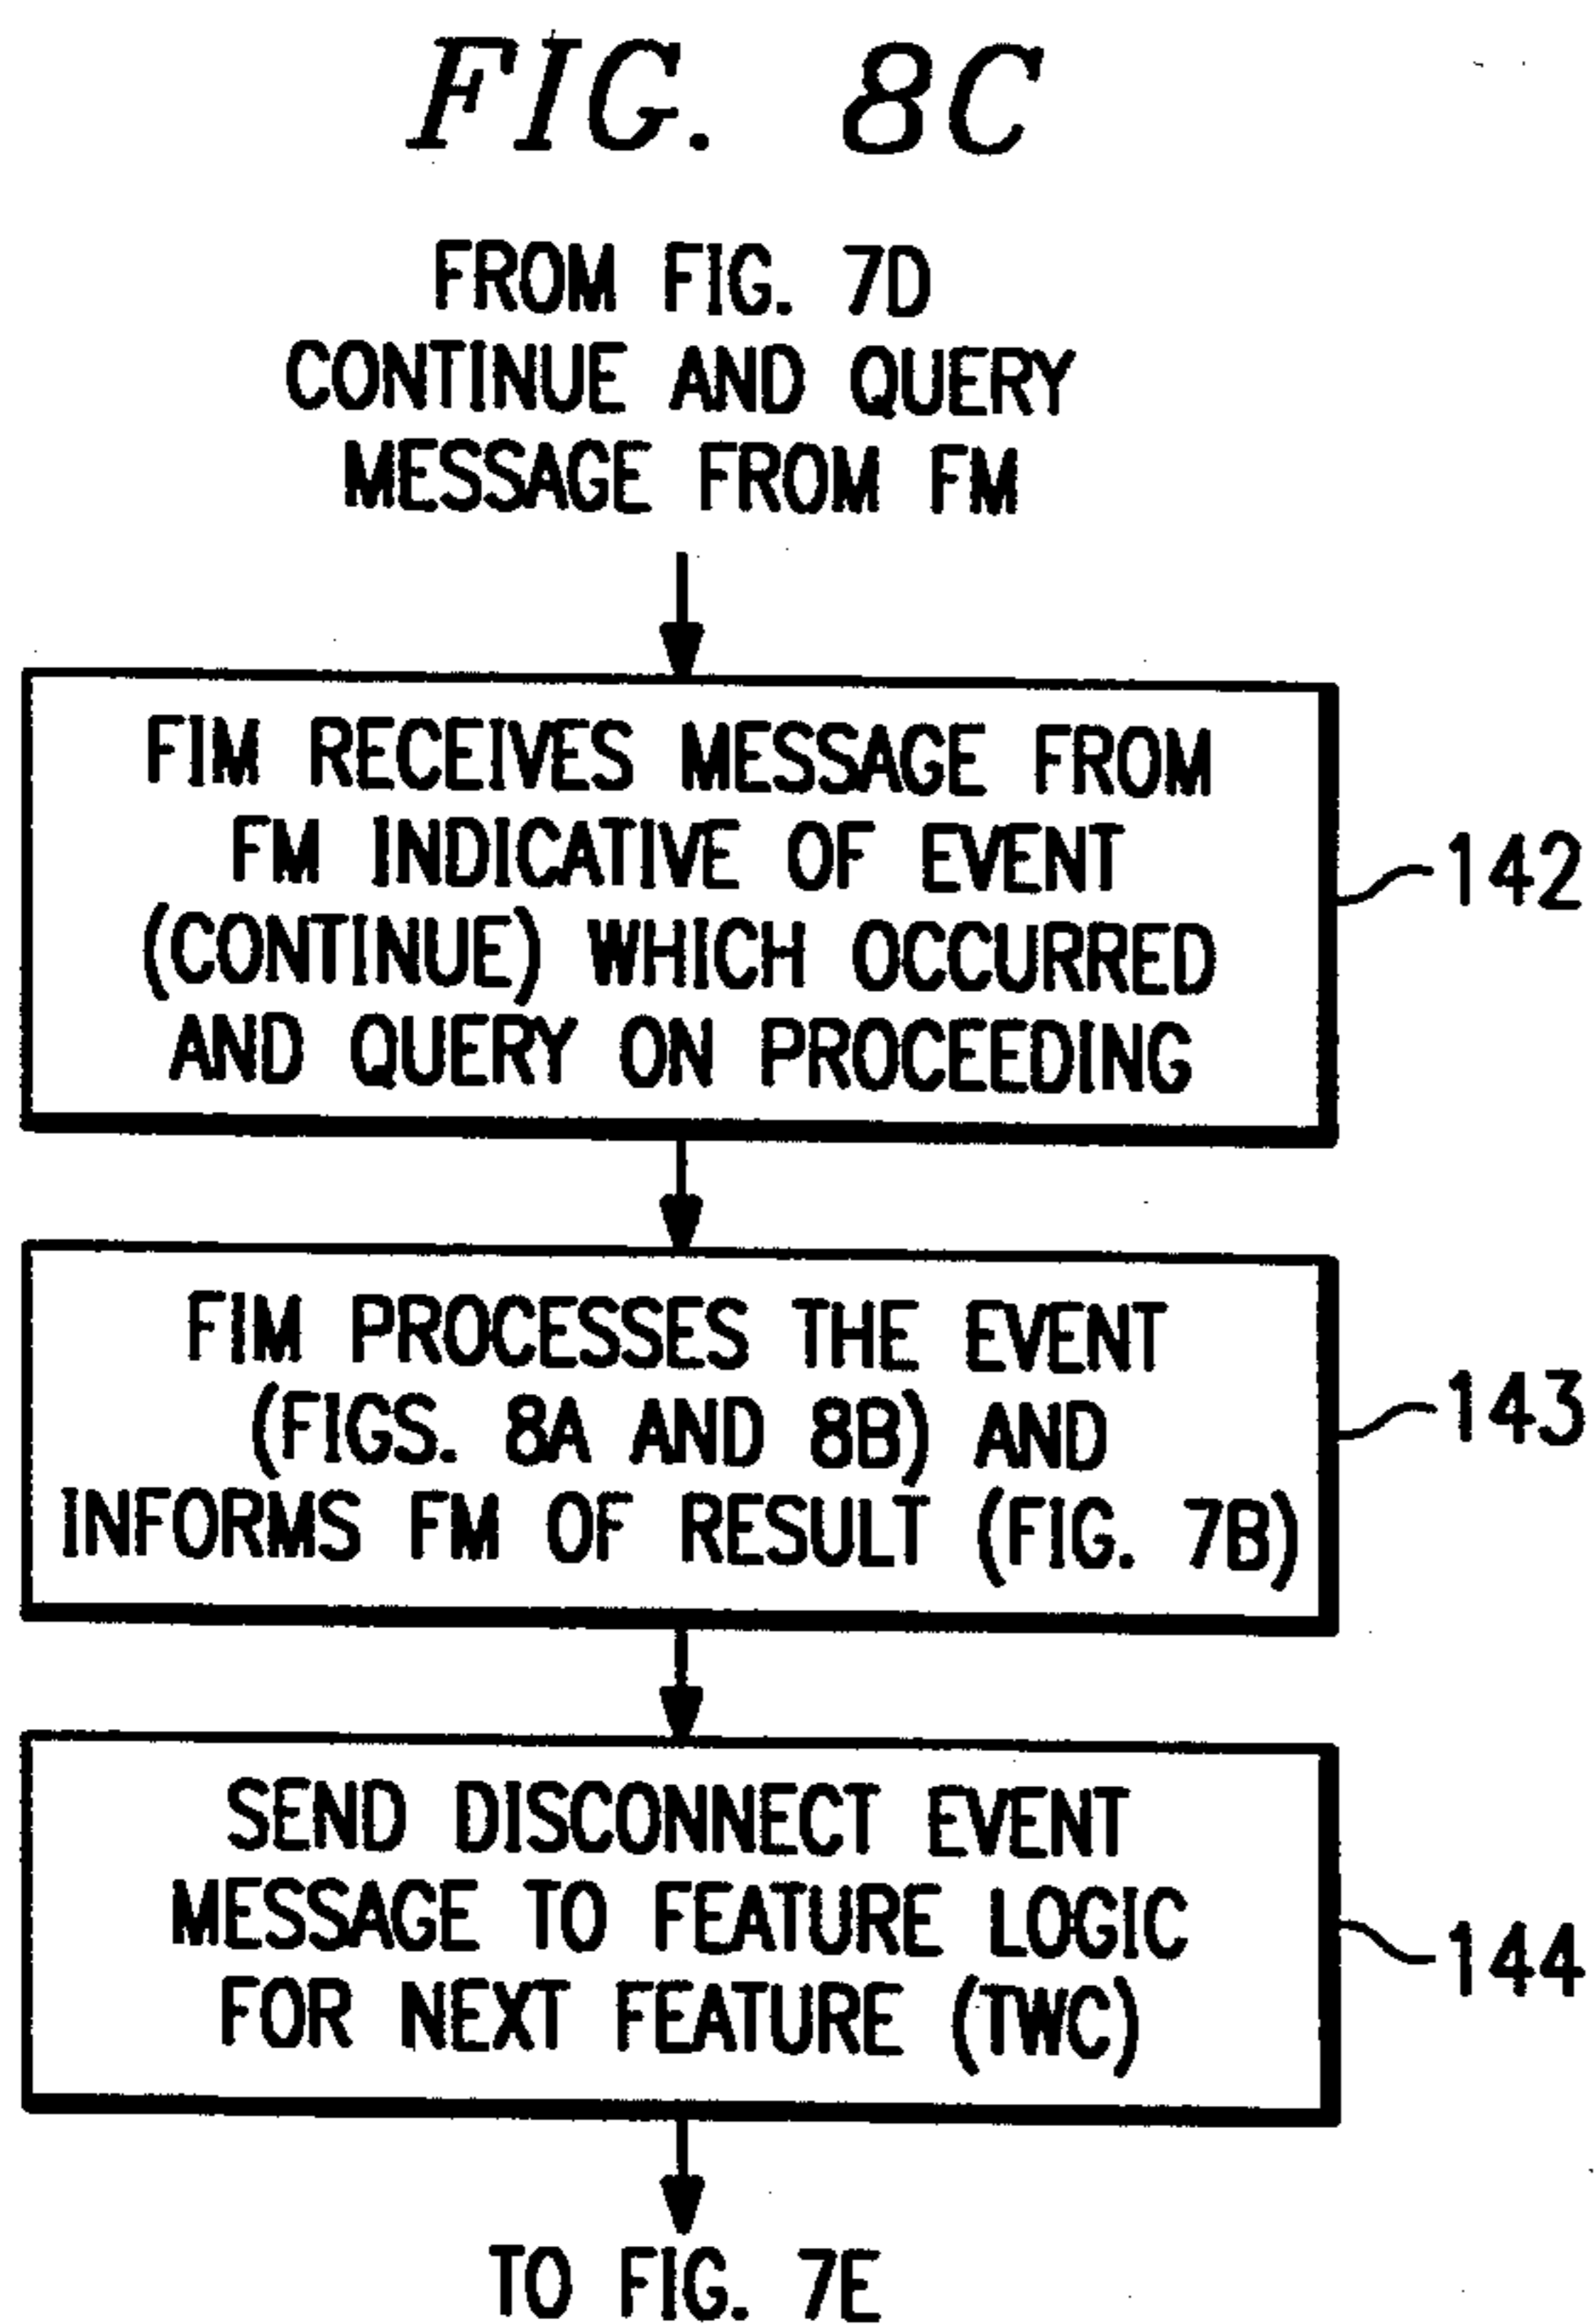 FIG. 8C
FROM FIG. 7D
CONTINUE AND QUERY
MESSAGE FROM FM
FIM RECEIVES MESSAGE FROM
FM INDICATIVE OF EVENT
(CONTINUE) WHICH OCCURRED
AND QUERY ON PROCEEDING
142
FIM PROCESSES THE EVENT
(FIGS. 8A AND 8B) AND
INFORMS FM OF RESULT (FIG. 7B)
143
SEND DISCONNECT EVENT
MESSAGE TO FEATURE LOGIC
FOR NEXT FEATURE (TWC)
144
TO FIG. 7E